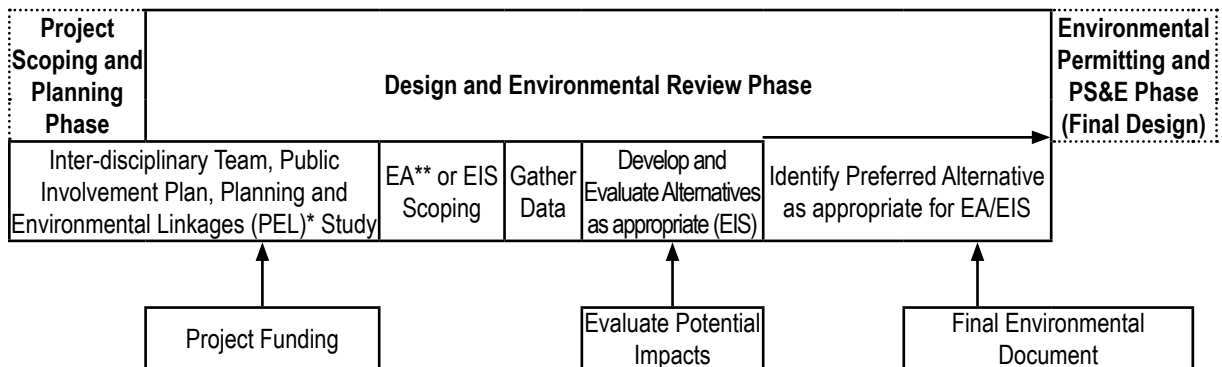 Project
Scoping and
Planning
Phase
Design and Environmental Review Phase
Environmental
Permitting and
PS&E Phase
(Final Design)
Inter-disciplinary Team, Public
Involvement Plan, Planning and
Environmental Linkages (PEL)* Study
EA** or EIS
Scoping
Gather
Data
Develop and
Evaluate Alternatives
as appropriate (EIS)
Identify Preferred Alternative
as appropriate for EA/EIS
Project Funding
Evaluate Potential
Impacts
Final Environmental
Document